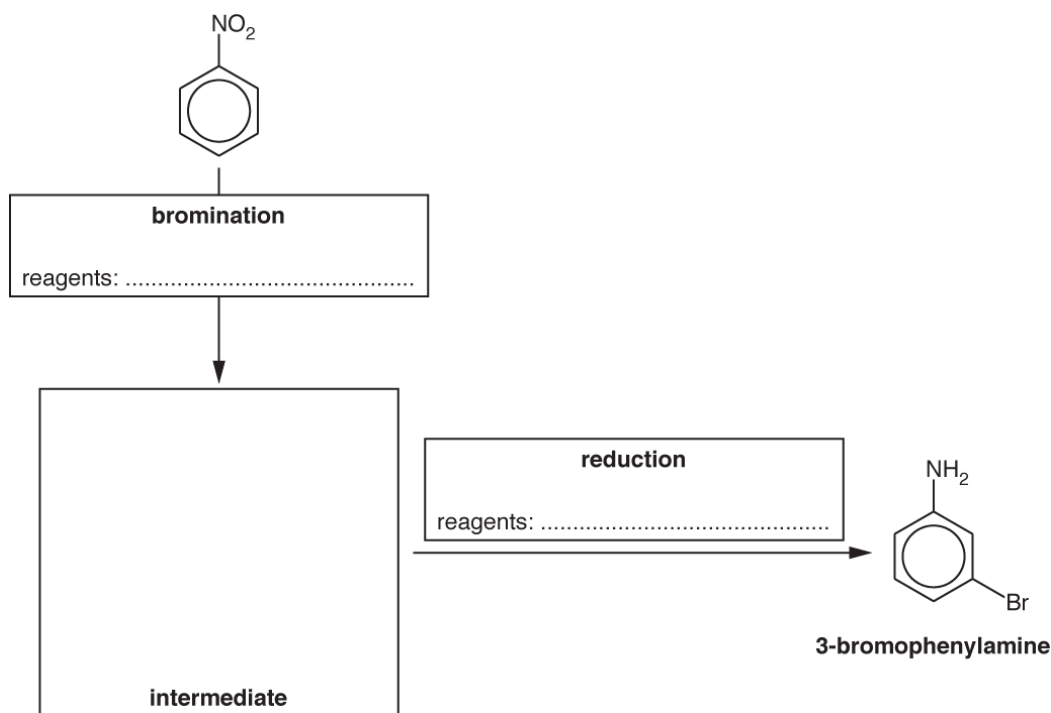 NO2
bromination
reagents: .............................................
reduction
reagents: .............................................
NH2
Br
3-bromophenylamine
intermediate